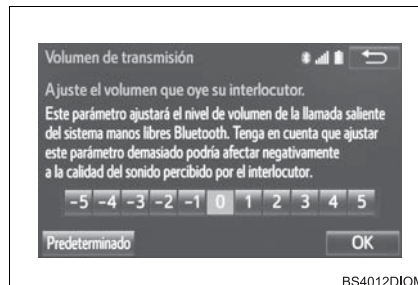 Volumen de transmisión
Ajuste el volumen que oye su interlocutor.
Este parámetro ajustará el nivel de volumen de la llamada saliente
del sistema manos libres Bluetooth. Tenga en cuenta que ajustar
este parámetro demasiado podría afectar negativamente
a la calidad del sonido percibido por el interlocutor.
-5 -4 -3 -2 -1 0 1 2 3 4 5
Predeterminado OK
BS4012DIOM